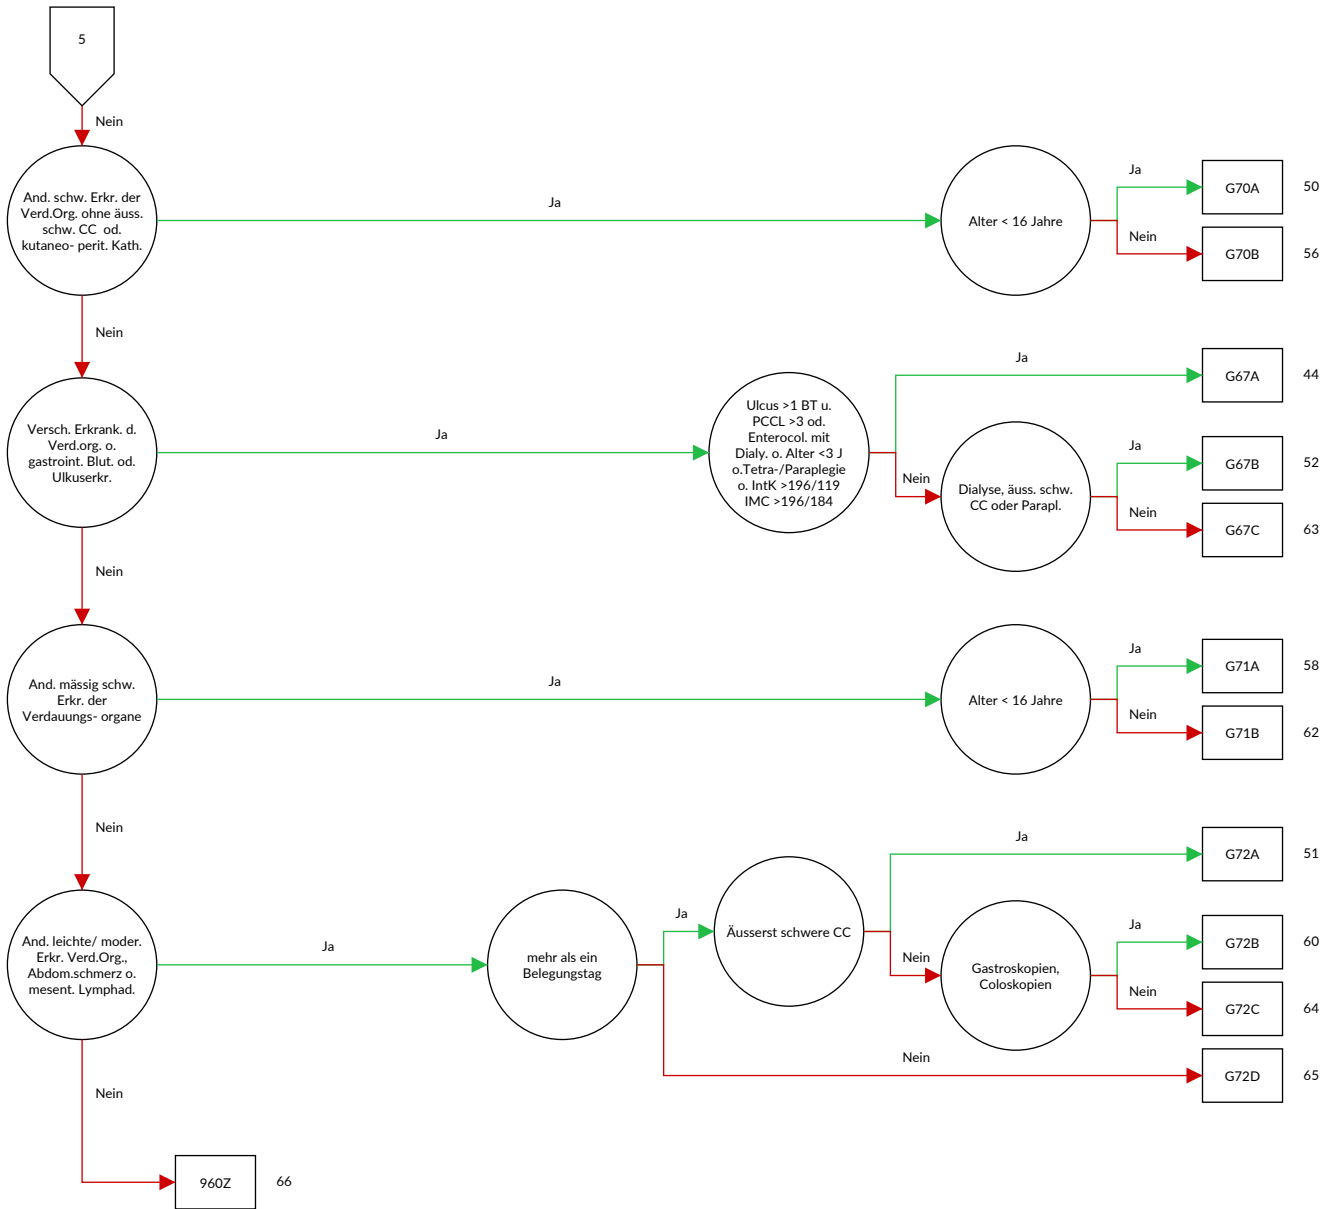 5
Nein
And. schw. Erkr. der
Verd.Org. ohne äuss.
schw. CC od.
kutaneo- perit. Kath.
Ja
Alter < 16 Jahre
Ja
G70A
50
Nein
G70B
56
Nein
Versch. Erkrank. d.
Verd.org. o.
gastroint. Blut. od.
Ulkuserkr.
Ja
Ulcus >1 BT u.
PCCL >3 od.
Enterocol. mit
Dialy. o. Alter <3 J
o.Tetra-/Paraplegie
o. IntK >196/119
IMC >196/184
Ja
G67A
44
Nein
Dialyse, äuss. schw.
CC oder Parapl.
Ja
G67B
52
Nein
G67C
63
Nein
And. mässig schw.
Erkr. der
Verdauungs- organe
Ja
Alter < 16 Jahre
Ja
G71A
58
Nein
G71B
62
Nein
And. leichte/ moder.
Erkr. Verd.Org.,
Abdom.schmerz o.
mesent. Lymphad.
Ja
mehr als ein
Belegungstag
Ja
Äusserst schwere CC
Ja
G72A
51
Nein
Gastroskopien,
Coloskopien
Ja
G72B
60
Nein
G72C
64
Nein
G72D
65
Nein
960Z
66